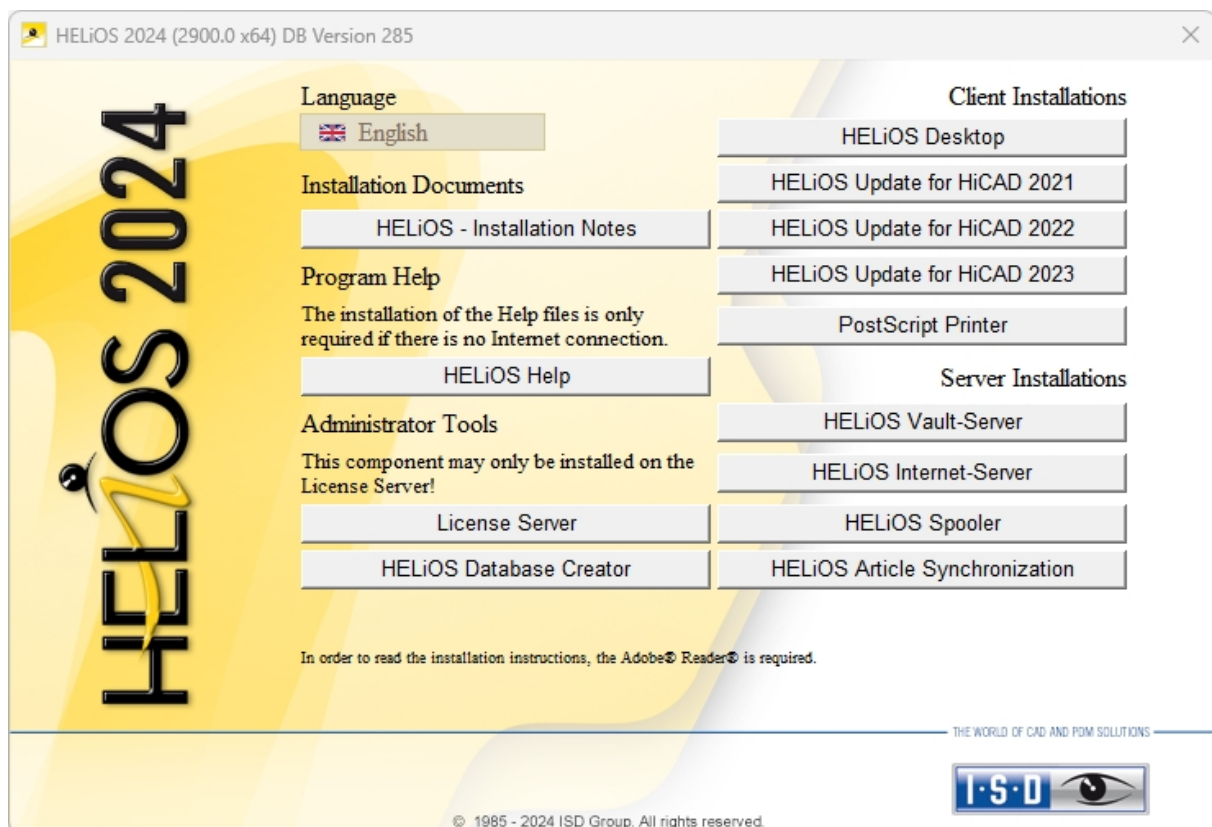 HELiOS 2024 (2900.0 x64) DB Version 285
HELiOS 2024
Language
English
Installation Documents
HELiOS - Installation Notes
Program Help
The installation of the Help files is only
required if there is no Internet connection.
HELiOS Help
Administrator Tools
This component may only be installed on the
License Server!
License Server
HELiOS Database Creator
Client Installations
HELiOS Desktop
HELiOS Update for HiCAD 2021
HELiOS Update for HiCAD 2022
HELiOS Update for HiCAD 2023
PostScript Printer
Server Installations
HELiOS Vault-Server
HELiOS Internet-Server
HELiOS Spooler
HELiOS Article Synchronization
In order to read the installation instructions, the Adobe® Reader® is required.
THE WORLD OF CAD AND PDM SOLUTIONS
I·S·D
© 1985 - 2024 ISD Group. All rights reserved.